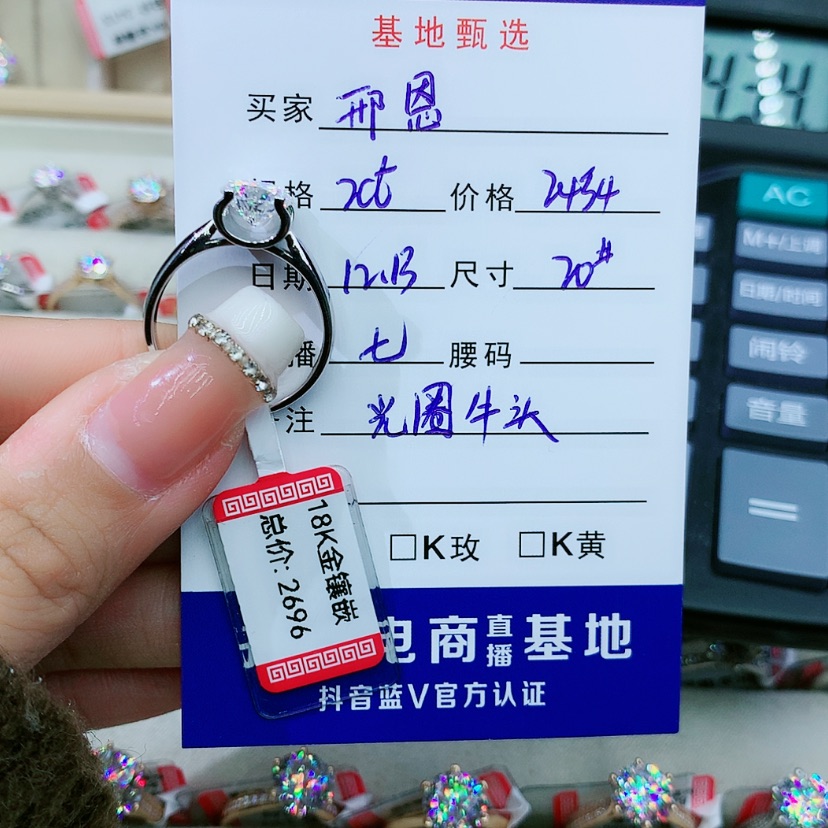 基地甄选
买家 邢恩
格 2ct 价格 2434
日期 12.13 尺寸 20#
播 七 腰码
注 光圈牛头
□K玫 □K黄
电商直播基地
抖音蓝V官方认证
18K金镶嵌
总价:2696
AC
M+/上调
日期/时间
闹铃
音量
=